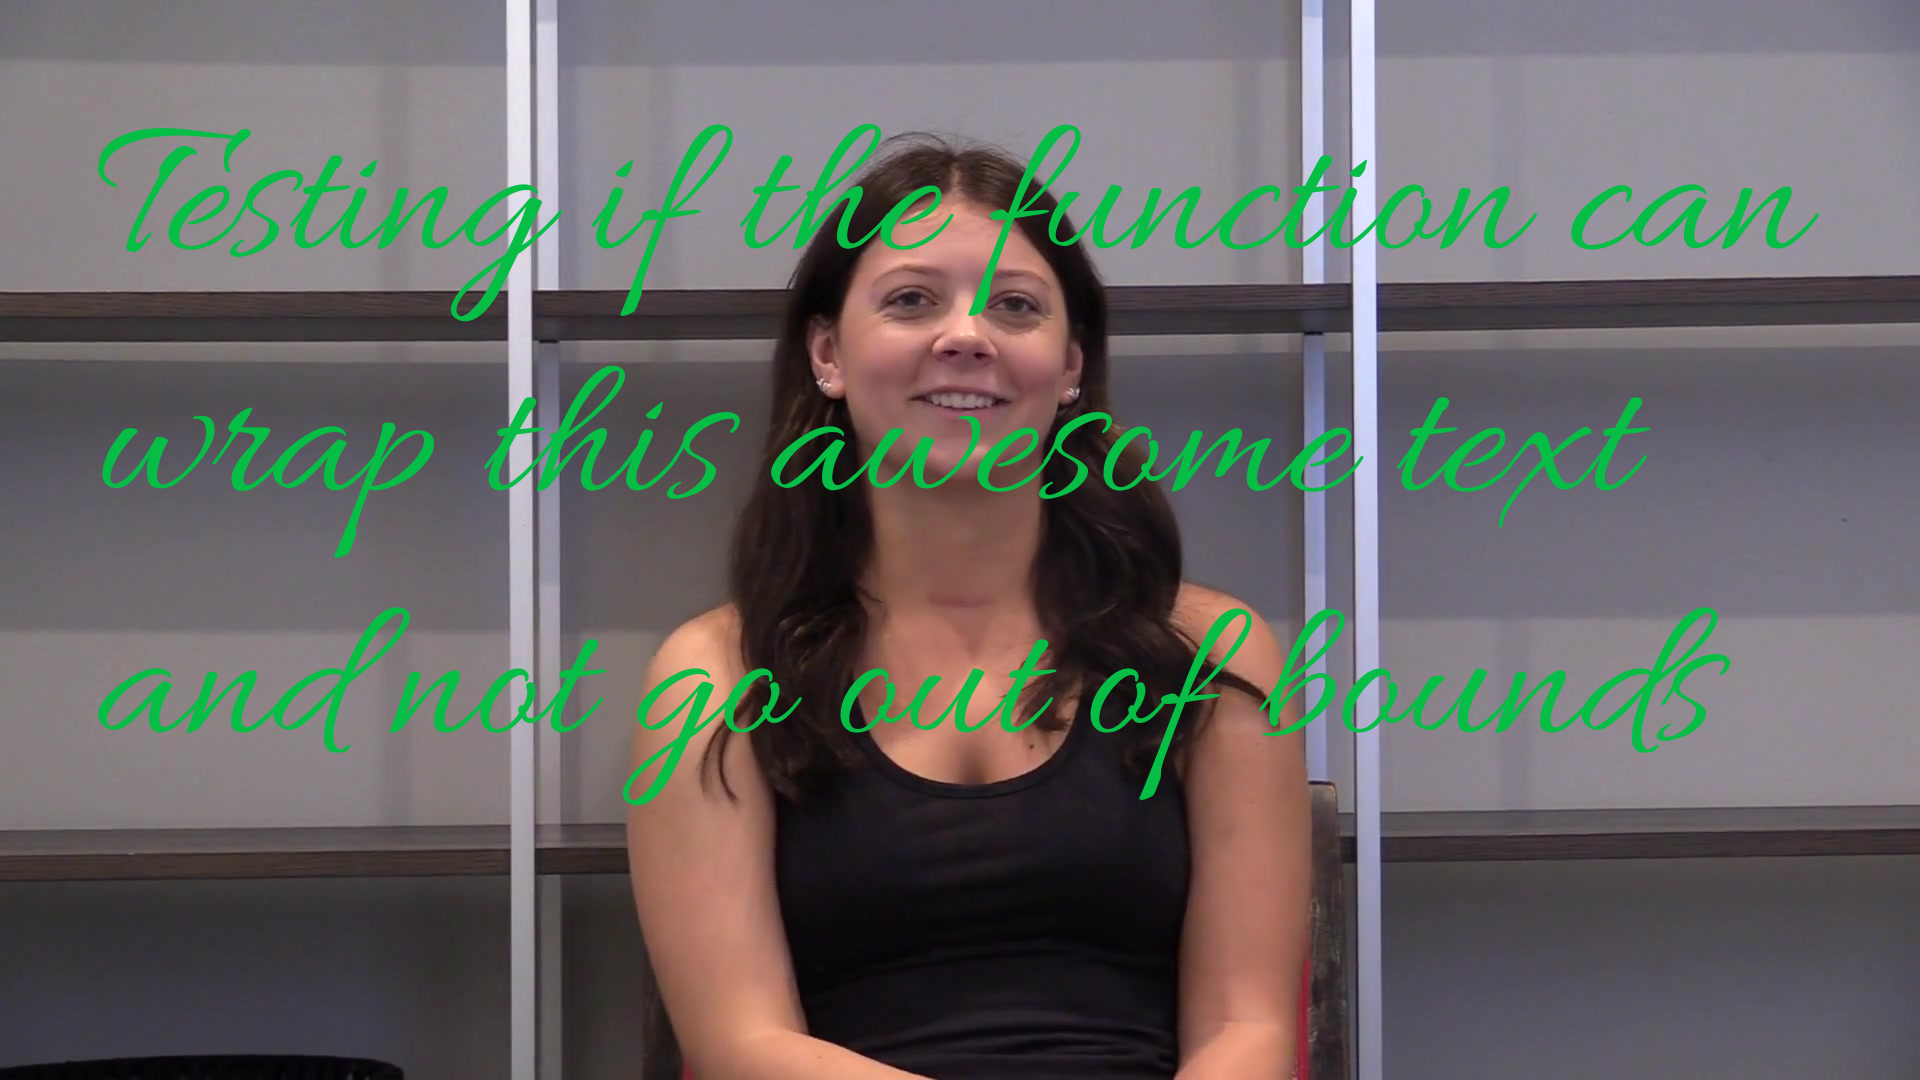 Testing if the function can
wrap this awesome text
and not go out of bounds